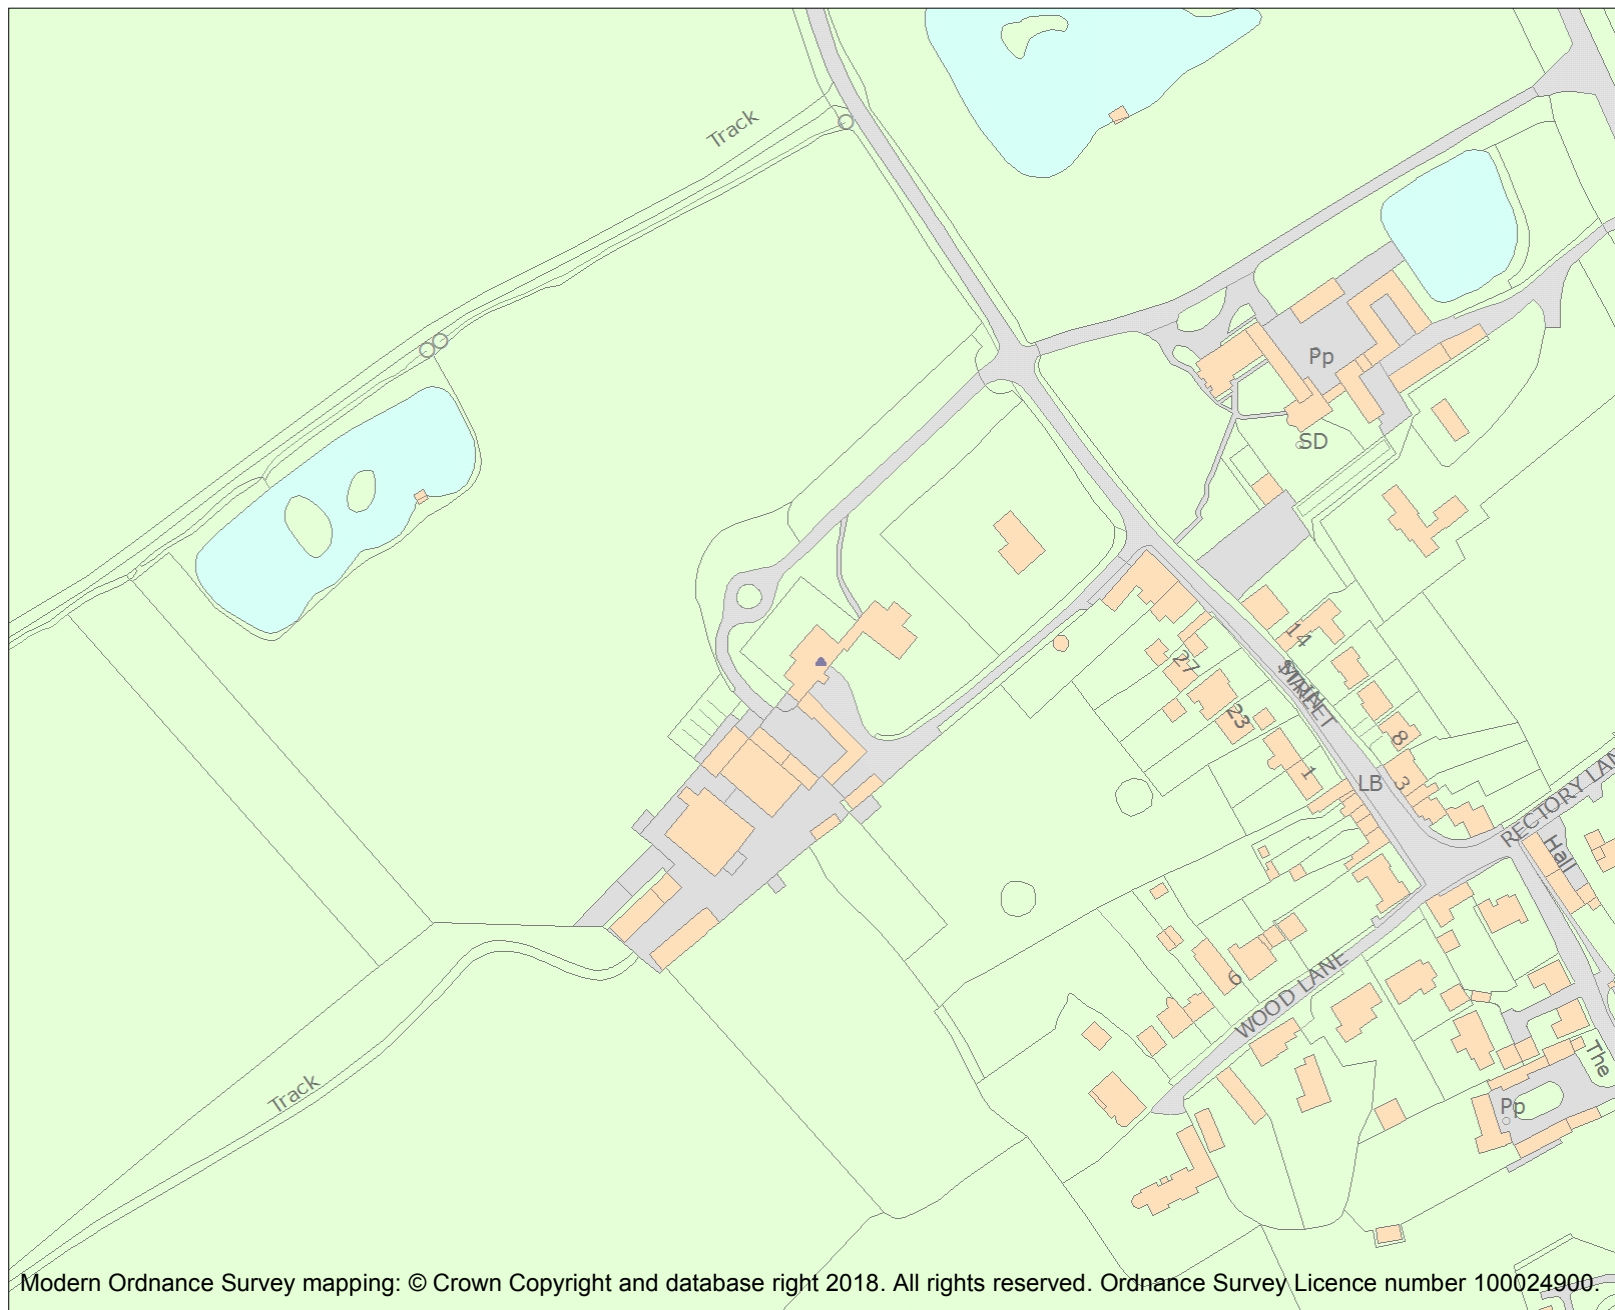 Track
Pp
SD
14
MAIN
STREET
27
23
8
1
LB
3
RECTORY LAN
Hall
6
WOOD LANE
Track
The
Pp
Modern Ordnance Survey mapping: © Crown Copyright and database right 2018. All rights reserved. Ordnance Survey Licence number 100024900.